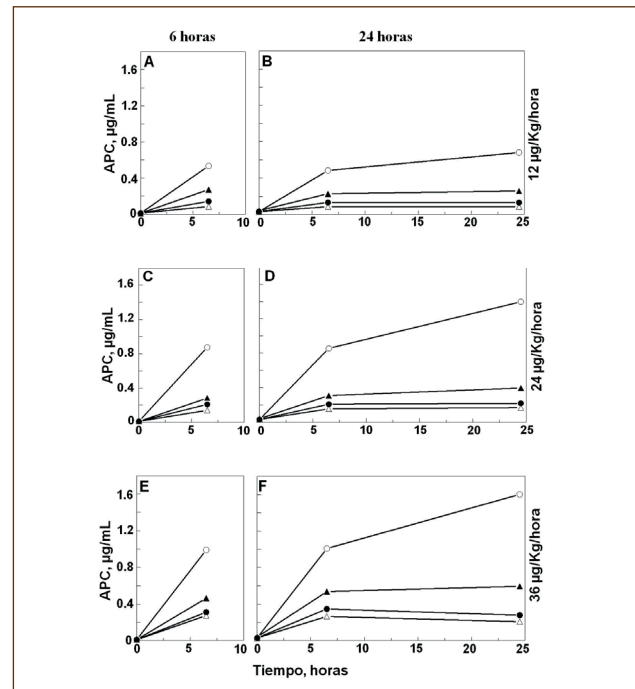 6 horas 24 horas
A B
APC, µg/mL
1.6
1.2
0.8
0.4
0
0 5 10 0 5 10 15 20 25
12 µg/Kg/hora
C D
APC, µg/mL
1.6
1.2
0.8
0.4
0
0 5 10 0 5 10 15 20 25
24 µg/Kg/hora
E F
APC, µg/mL
1.6
1.2
0.8
0.4
0
0 5 10 0 5 10 15 20 25
36 µg/Kg/hora
Tiempo, horas